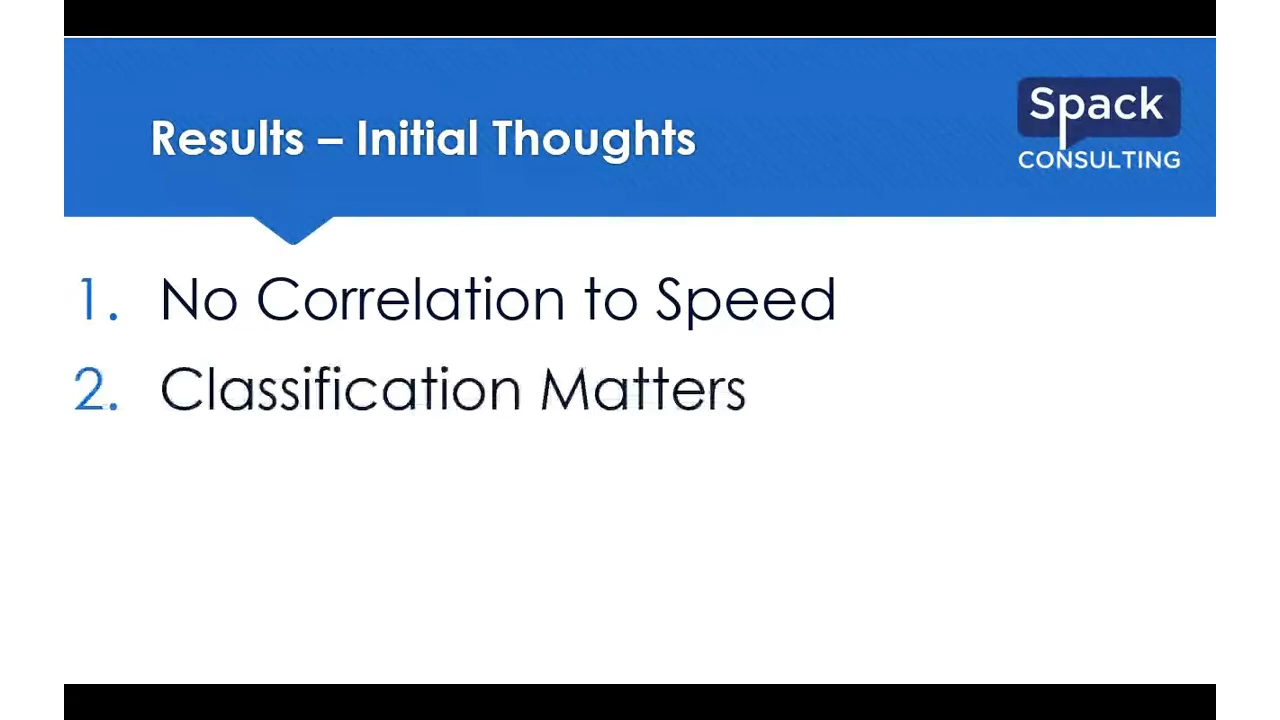 Results – Initial Thoughts
Spack
CONSULTING
1. No Correlation to Speed
2. Classification Matters